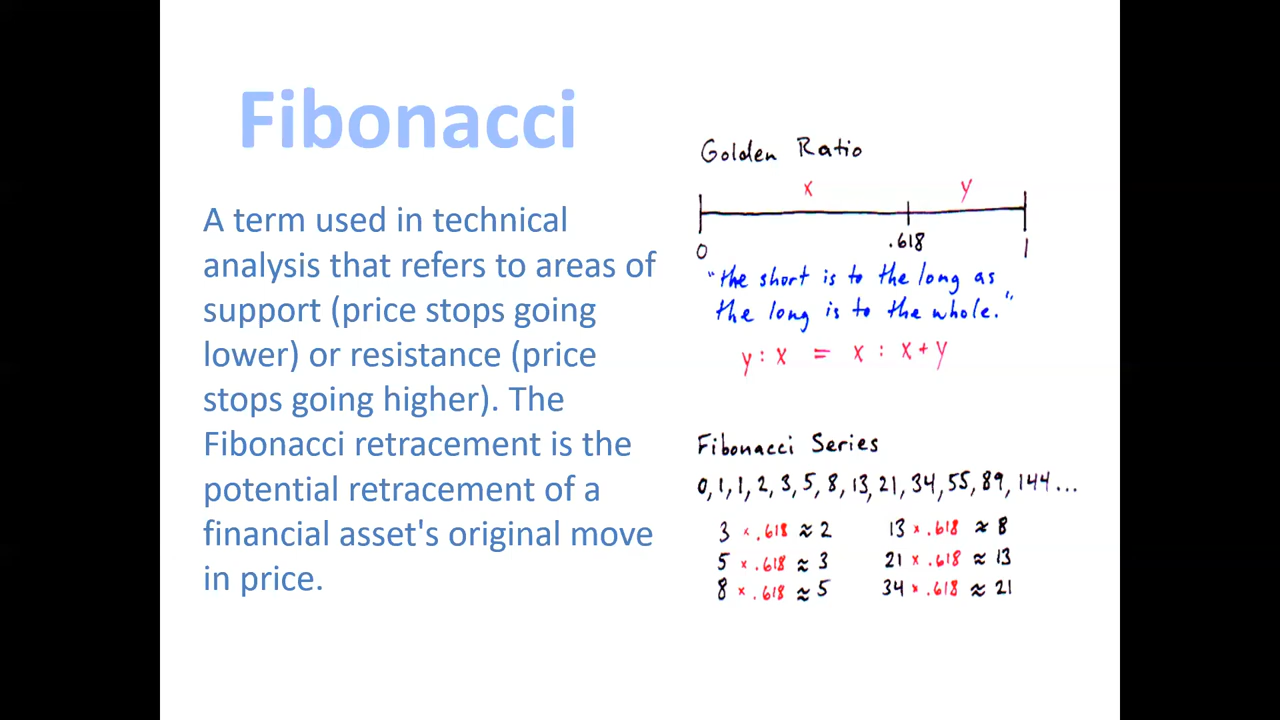 Fibonacci
A term used in technical
analysis that refers to areas of
support (price stops going
lower) or resistance (price
stops going higher). The
Fibonacci retracement is the
potential retracement of a
financial asset's original move
in price.
Golden Ratio
x y
0 .618 1
"the short is to the long as
the long is to the whole."
y : x = x : x + y
Fibonacci Series
0, 1, 1, 2, 3, 5, 8, 13, 21, 34, 55, 89, 144...
3 × .618 ≈ 2 13 × .618 ≈ 8
5 × .618 ≈ 3 21 × .618 ≈ 13
8 × .618 ≈ 5 34 × .618 ≈ 21